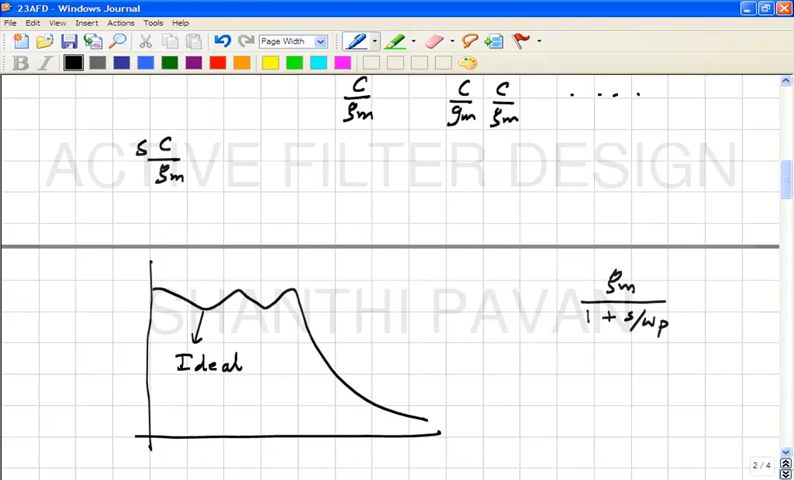 23AFD - Windows Journal
File Edit View Insert Actions Tools Help
Page Width
B I
C/gm C/gm C/gm . . . .
s C/gm
ACTIVE FILTER DESIGN
gm/(1 + s/ωp)
SHANTHI PAVAN
Ideal
2 / 4